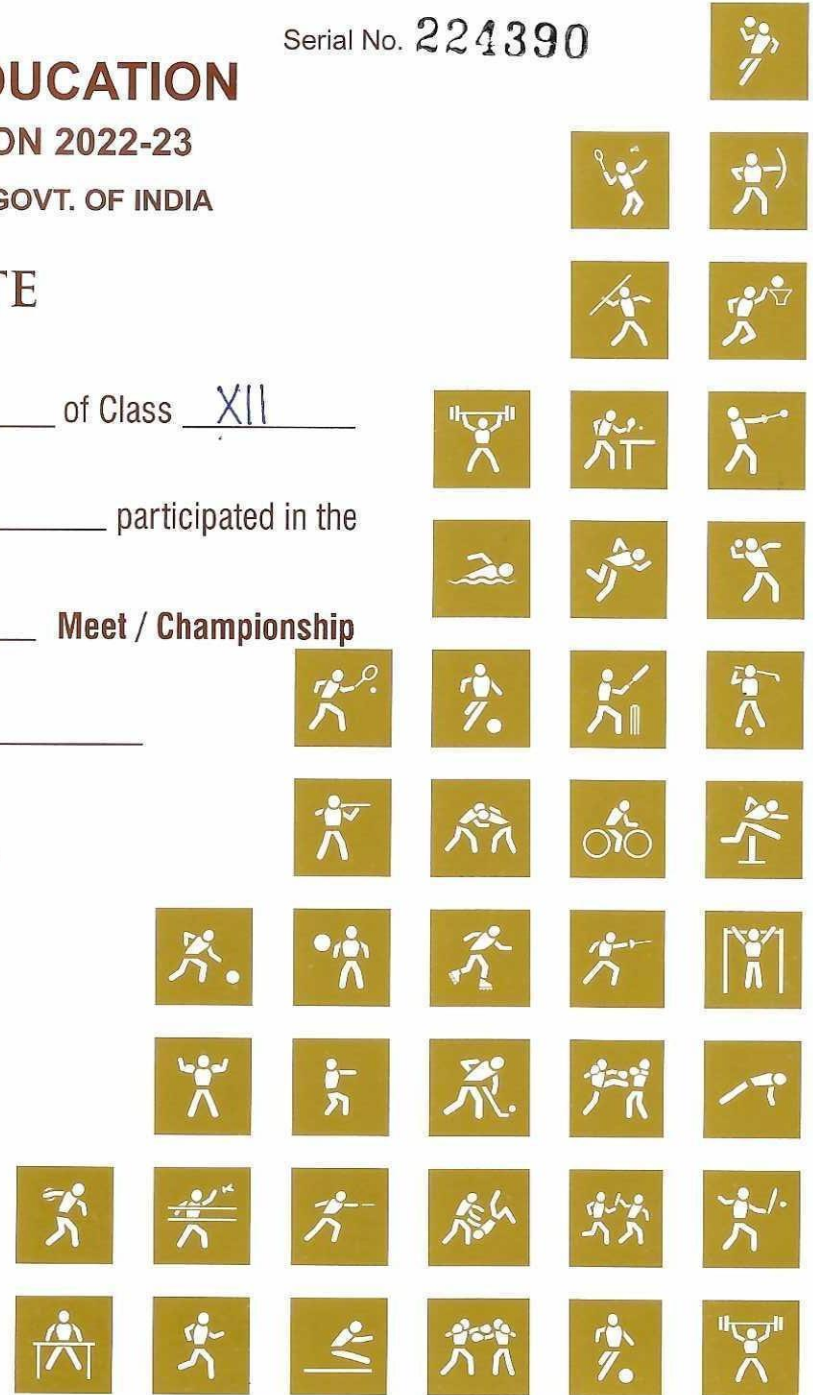 Serial No. 224390
DUCATION
ON 2022-23
GOVT. OF INDIA
TE
of Class XII
participated in the
Meet / Championship